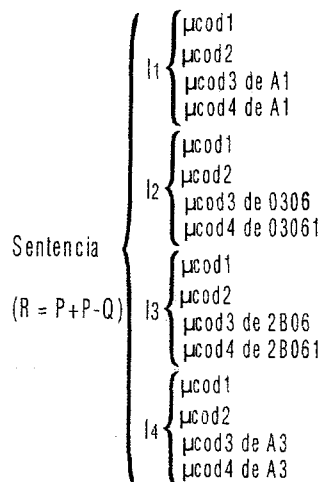 µcod1
µcod2
I1
µcod3 de A1
µcod4 de A1
µcod1
µcod2
I2
µcod3 de 0306
µcod4 de 03061
Sentencia
(R = P+P-Q)
µcod1
µcod2
I3
µcod3 de 2B06
µcod4 de 2B061
µcod1
µcod2
I4
µcod3 de A3
µcod4 de A3